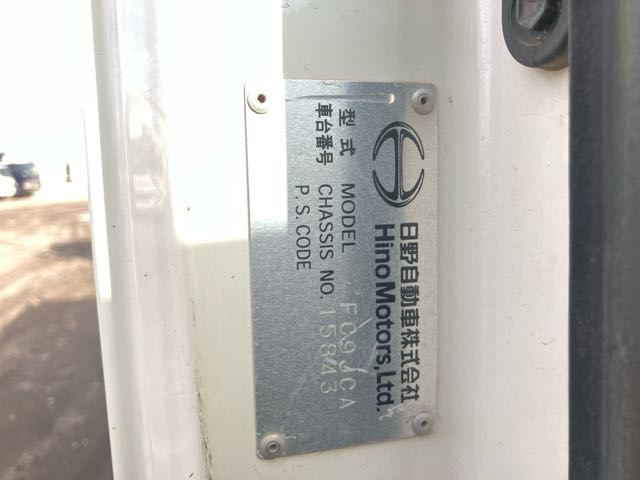 日野自動車株式会社
Hino Motors, Ltd.
型式 MODEL FC9JCA
車台番号 CHASSIS NO. 15843
P.S.CODE